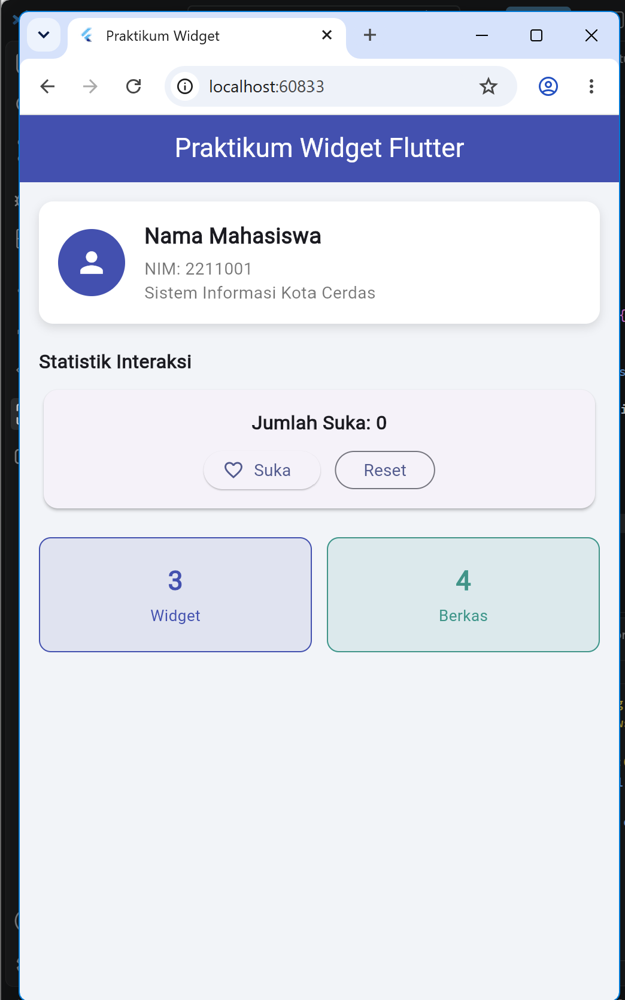 Praktikum Widget
localhost:60833
Praktikum Widget Flutter
Nama Mahasiswa
NIM: 2211001
Sistem Informasi Kota Cerdas
Statistik Interaksi
Jumlah Suka: 0
Suka
Reset
3
Widget
4
Berkas